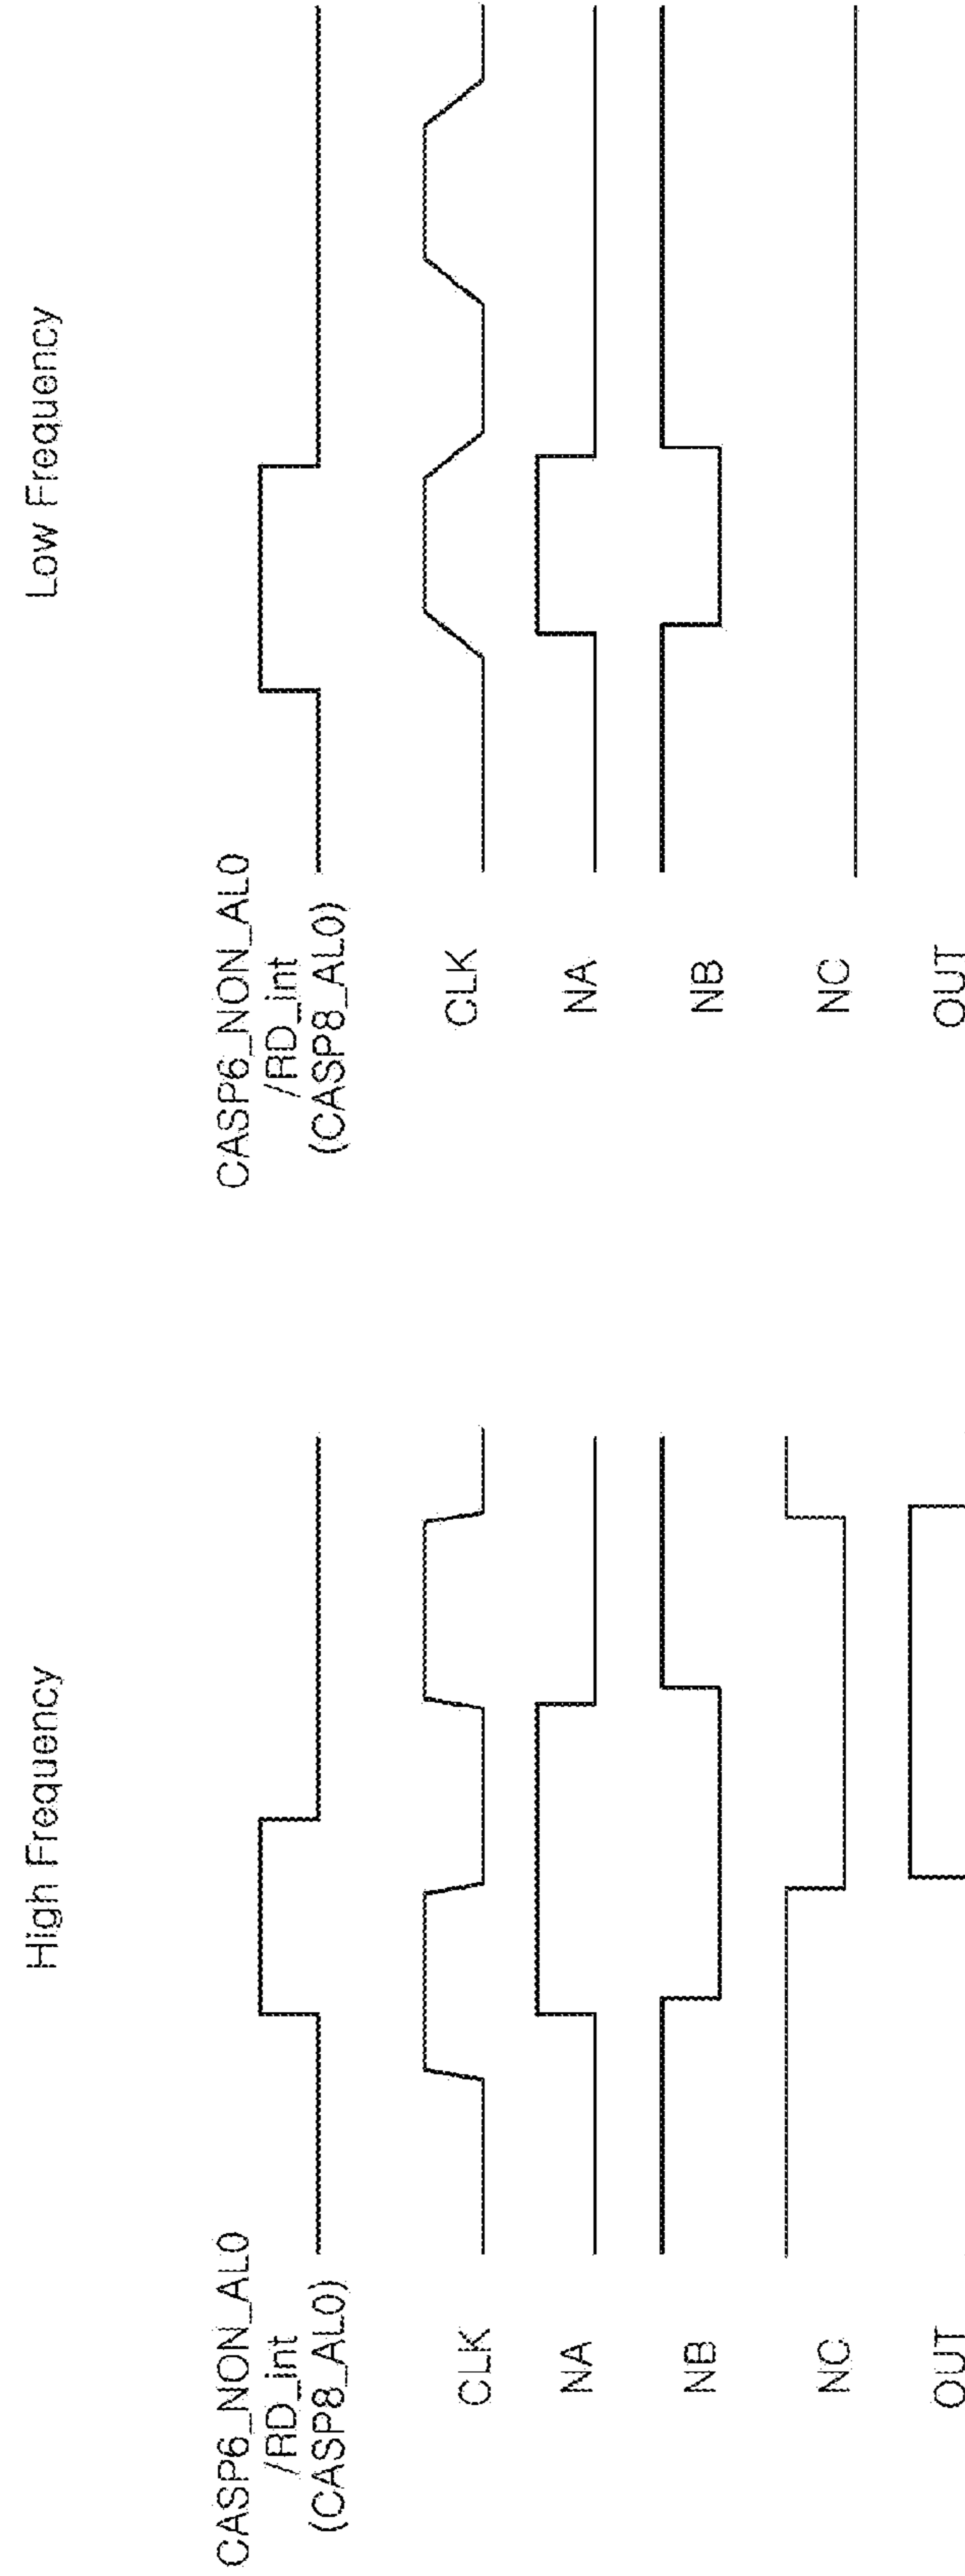 High Frequency
CASP6_NON_AL0
/RD_int
(CASP8_AL0)
CLK
NA
NB
NC
OUT
Low Frequency
CASP6_NON_AL0
/RD_int
(CASP8_AL0)
CLK
NA
NB
NC
OUT